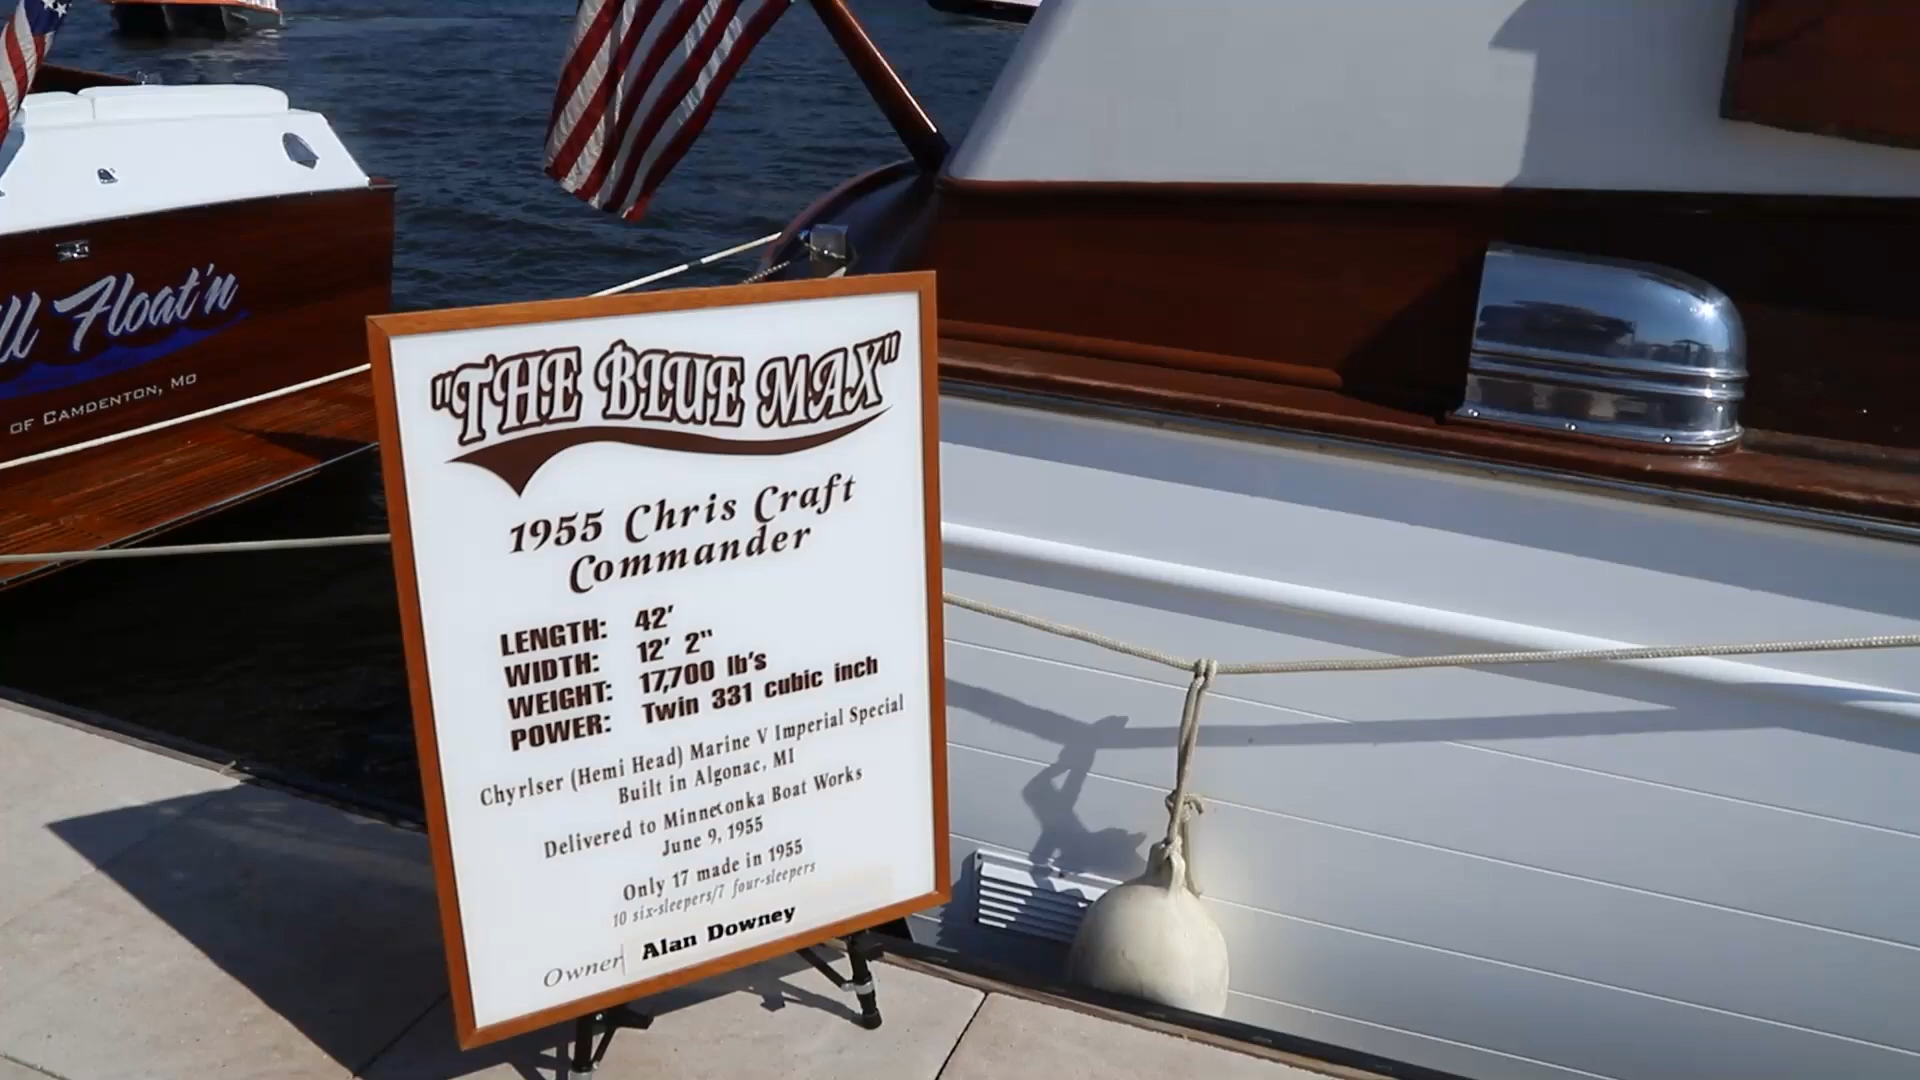 ll Float'n
OF CAMDENTON, MO
"THE BLUE MAX"
1955 Chris Craft
Commander
LENGTH: 42'
WIDTH: 12' 2"
WEIGHT: 17,700 lb's
POWER: Twin 331 cubic inch
Chyrlser (Hemi Head) Marine V Imperial Special
Built in Algonac, MI
Delivered to Minnetonka Boat Works
June 9, 1955
Only 17 made in 1955
10 six-sleepers/7 four-sleepers
Owner Alan Downey